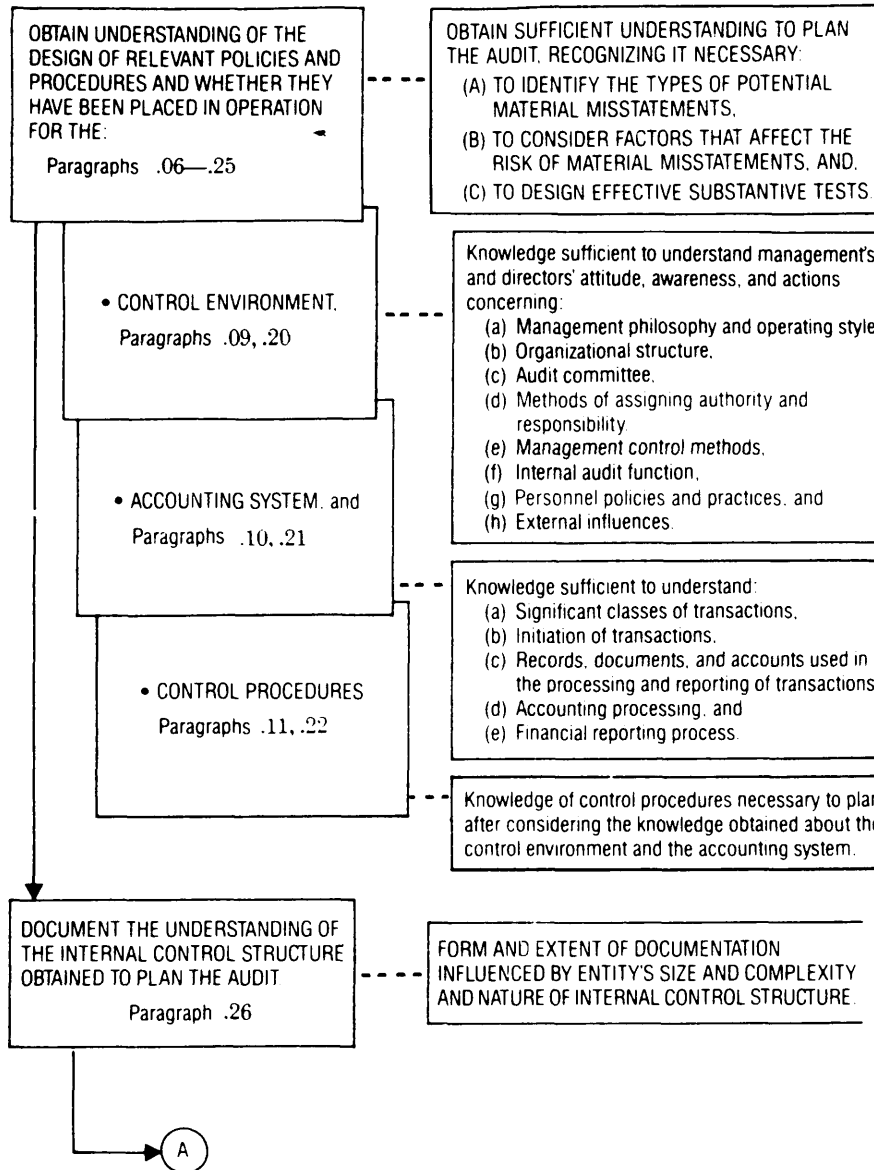 OBTAIN UNDERSTANDING OF THE
DESIGN OF RELEVANT POLICIES AND
PROCEDURES AND WHETHER THEY
HAVE BEEN PLACED IN OPERATION
FOR THE:
Paragraphs .06—.25
OBTAIN SUFFICIENT UNDERSTANDING TO PLAN
THE AUDIT, RECOGNIZING IT NECESSARY:
(A) TO IDENTIFY THE TYPES OF POTENTIAL
MATERIAL MISSTATEMENTS,
(B) TO CONSIDER FACTORS THAT AFFECT THE
RISK OF MATERIAL MISSTATEMENTS, AND,
(C) TO DESIGN EFFECTIVE SUBSTANTIVE TESTS.
• CONTROL ENVIRONMENT,
Paragraphs .09, .20
Knowledge sufficient to understand management's
and directors' attitude, awareness, and actions
concerning:
(a) Management philosophy and operating style
(b) Organizational structure,
(c) Audit committee,
(d) Methods of assigning authority and
responsibility.
(e) Management control methods,
(f) Internal audit function,
(g) Personnel policies and practices, and
(h) External influences.
• ACCOUNTING SYSTEM, and
Paragraphs .10, .21
Knowledge sufficient to understand:
(a) Significant classes of transactions,
(b) Initiation of transactions,
(c) Records, documents, and accounts used in
the processing and reporting of transactions
(d) Accounting processing, and
(e) Financial reporting process.
• CONTROL PROCEDURES
Paragraphs .11, .22
Knowledge of control procedures necessary to plan
after considering the knowledge obtained about the
control environment and the accounting system.
DOCUMENT THE UNDERSTANDING OF
THE INTERNAL CONTROL STRUCTURE
OBTAINED TO PLAN THE AUDIT
Paragraph .26
FORM AND EXTENT OF DOCUMENTATION
INFLUENCED BY ENTITY'S SIZE AND COMPLEXITY
AND NATURE OF INTERNAL CONTROL STRUCTURE.
A